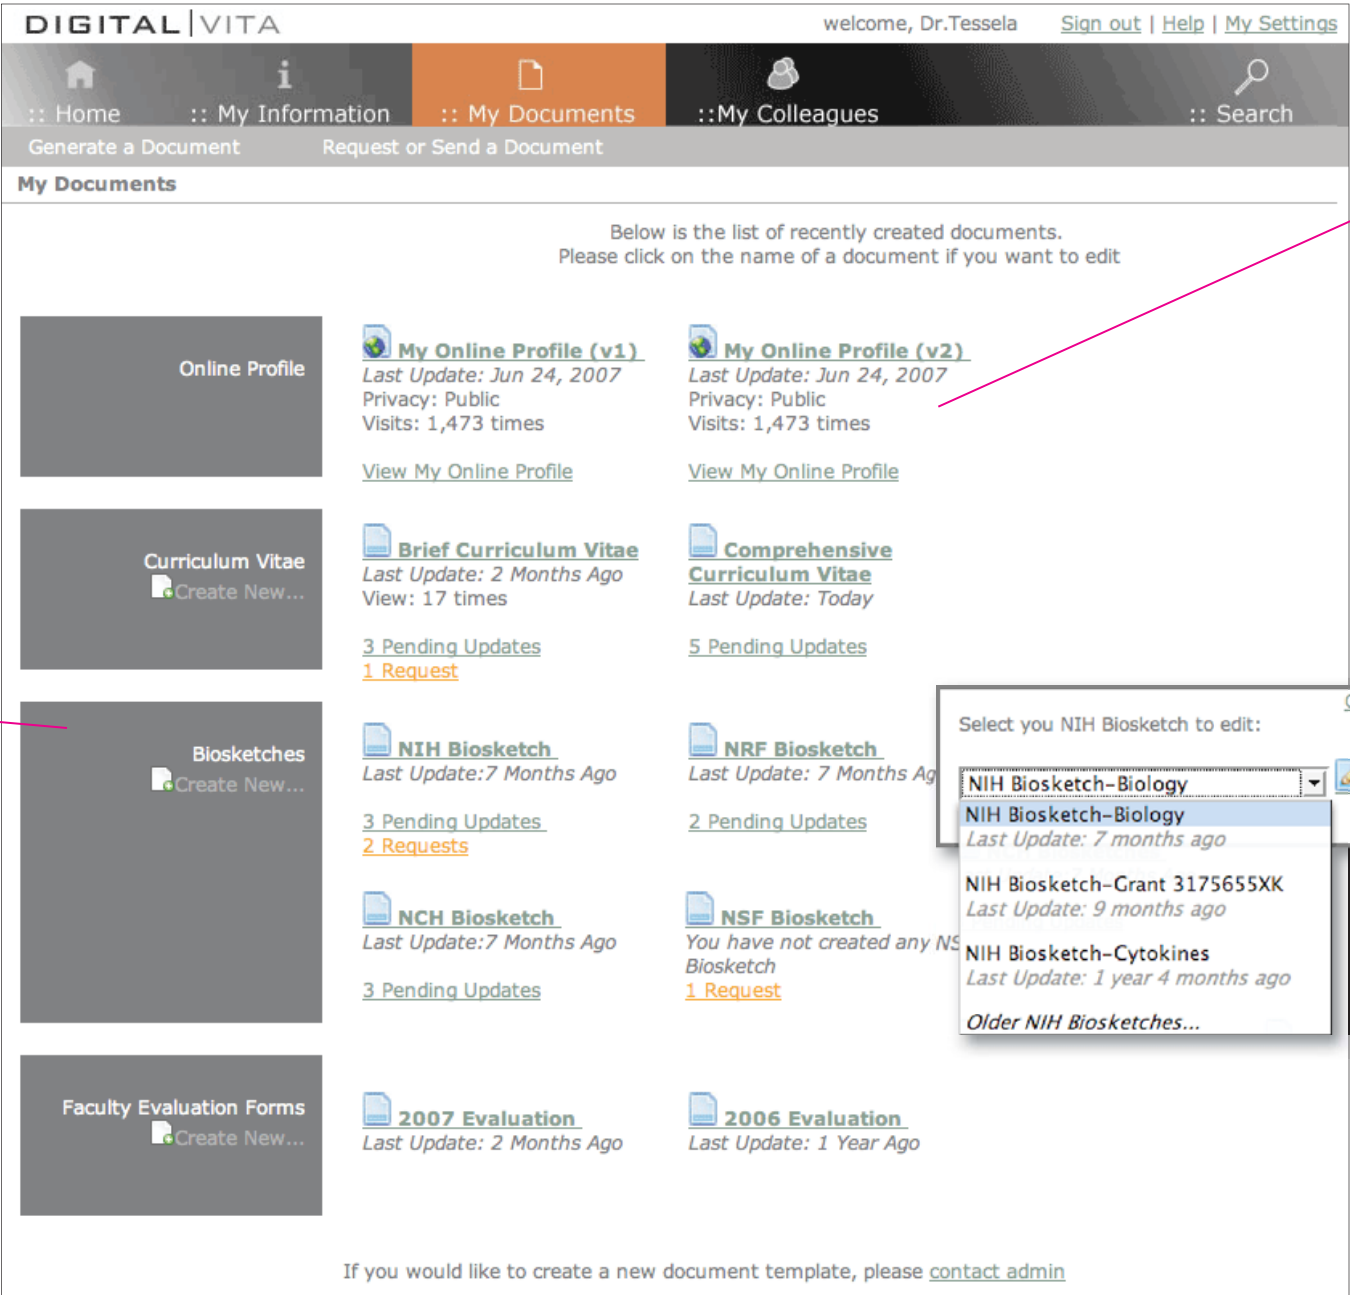 DIGITAL|VITA
welcome, Dr.Tessela Sign out | Help | My Settings
:: Home :: My Information :: My Documents ::My Colleagues :: Search
Generate a Document Request or Send a Document
My Documents
Below is the list of recently created documents.
Please click on the name of a document if you want to edit
Online Profile
My Online Profile (v1)
Last Update: Jun 24, 2007
Privacy: Public
Visits: 1,473 times
View My Online Profile
My Online Profile (v2)
Last Update: Jun 24, 2007
Privacy: Public
Visits: 1,473 times
View My Online Profile
Curriculum Vitae
Create New...
Brief Curriculum Vitae
Last Update: 2 Months Ago
View: 17 times
3 Pending Updates
1 Request
Comprehensive
Curriculum Vitae
Last Update: Today
5 Pending Updates
Biosketches
Create New...
NIH Biosketch
Last Update:7 Months Ago
3 Pending Updates
2 Requests
NRF Biosketch
Last Update: 7 Months Ag
2 Pending Updates
NCH Biosketch
Last Update:7 Months Ago
3 Pending Updates
NSF Biosketch
You have not created any NS
Biosketch
1 Request
Select you NIH Biosketch to edit:
NIH Biosketch-Biology
NIH Biosketch-Biology
Last Update: 7 months ago
NIH Biosketch-Grant 3175655XK
Last Update: 9 months ago
NIH Biosketch-Cytokines
Last Update: 1 year 4 months ago
Older NIH Biosketches...
Faculty Evaluation Forms
Create New...
2007 Evaluation
Last Update: 2 Months Ago
2006 Evaluation
Last Update: 1 Year Ago
If you would like to create a new document template, please contact admin